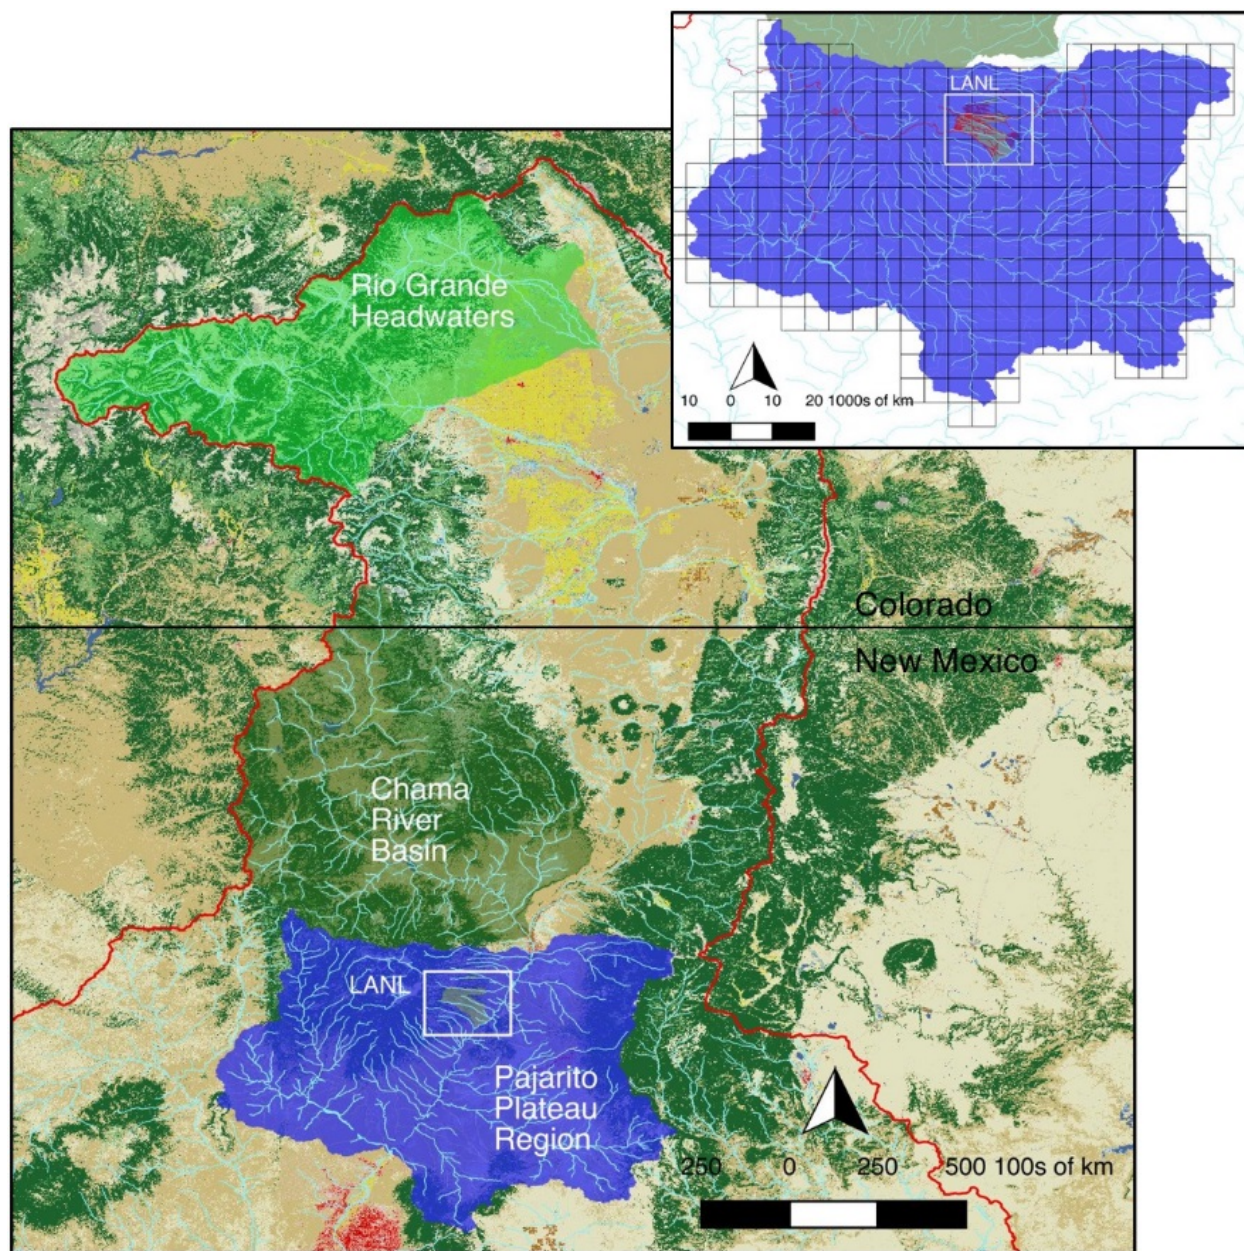 LANL
10 0 10 20 1000s of km
Rio Grande
Headwaters
Colorado
New Mexico
Chama
River
Basin
LANL
Pajarito
Plateau
Region
250 0 250 500 100s of km